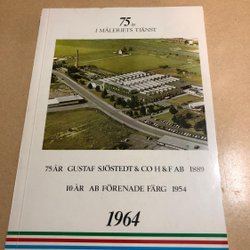 75 år
I MÅLERIETS TJÄNST
75 ÅR GUSTAF SJÖSTEDT & CO H & F AB 1889
10 ÅR AB FÖRENADE FÄRG 1954
1964